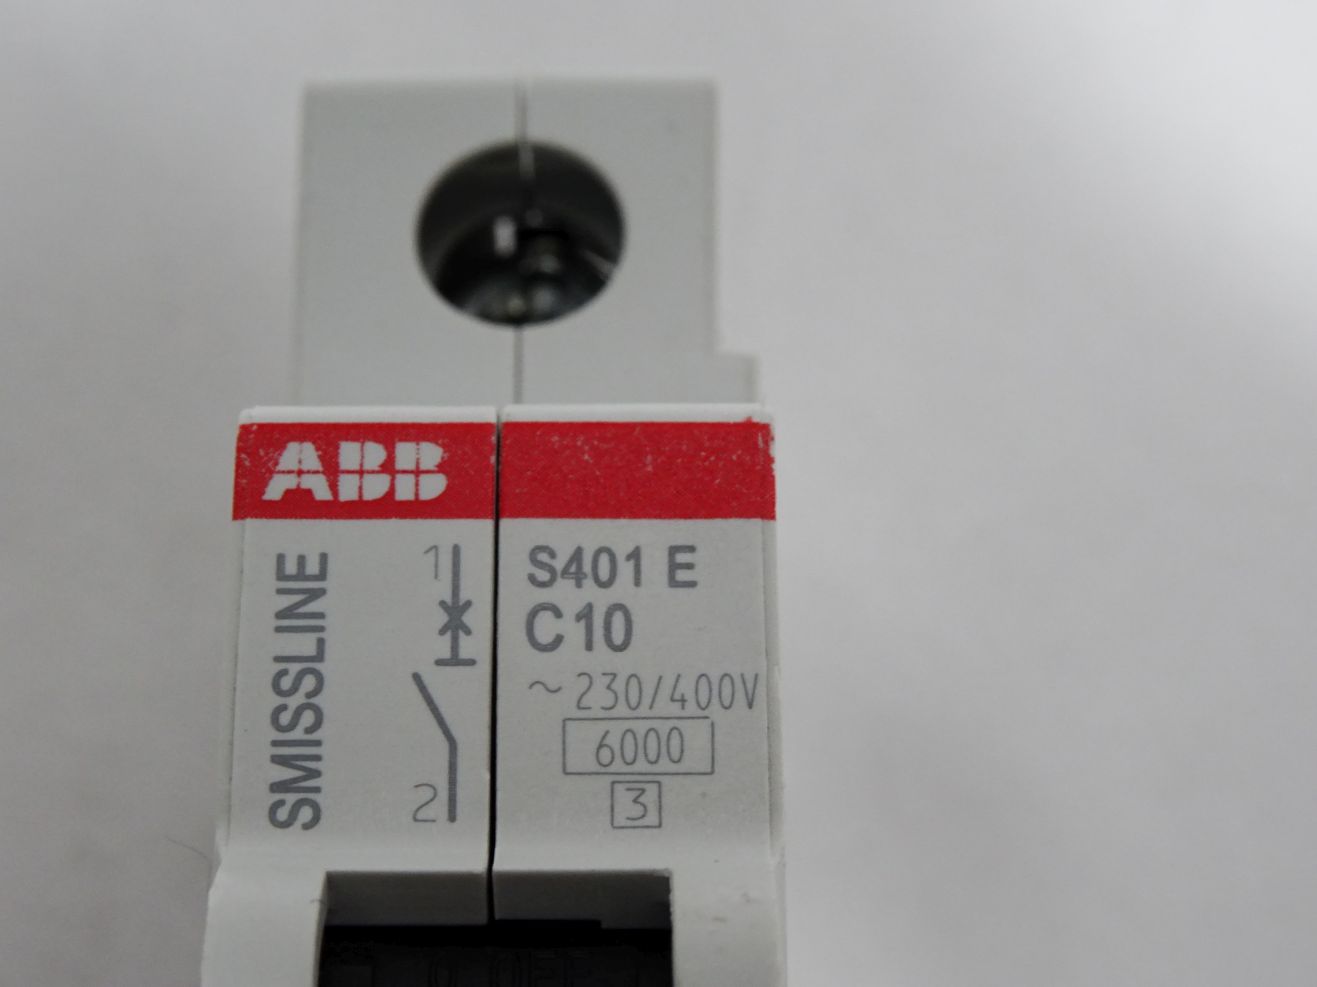 ABB
SMISSLINE
1
2
S401 E
C10
~ 230/400V
6000
3